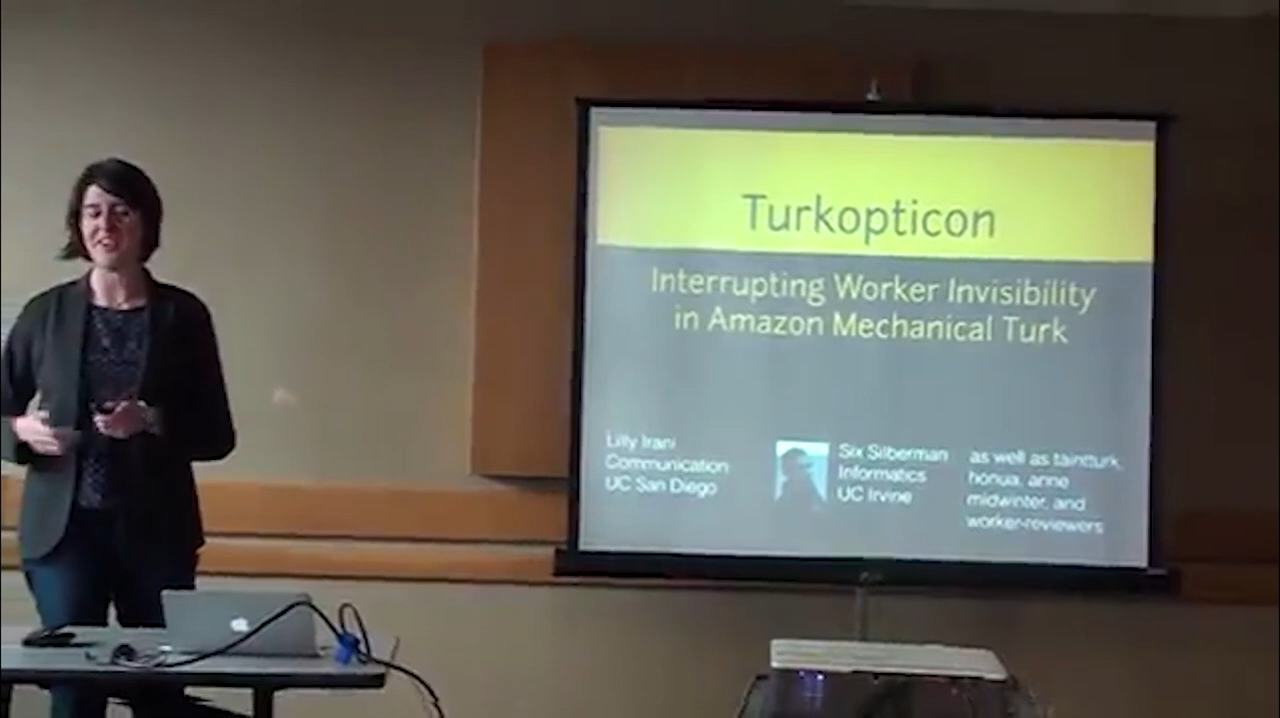 Turkopticon
Interrupting Worker Invisibility
in Amazon Mechanical Turk
Lilly Irani
Communication
UC San Diego
Six Silberman
Informatics
UC Irvine
as well as taintturk,
honua, anne
midwinter, and
worker-reviewers